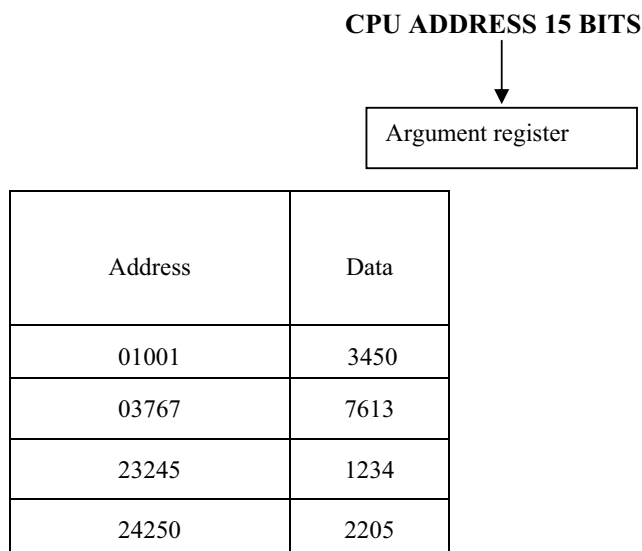 CPU ADDRESS 15 BITS
Argument register
Address Data
01001 3450
03767 7613
23245 1234
24250 2205